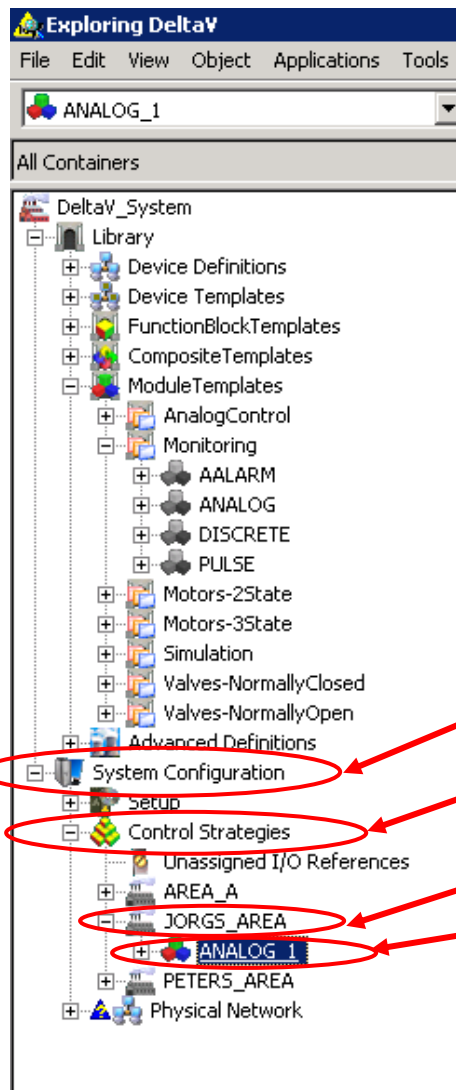 Exploring DeltaV
File Edit View Object Applications Tools
ANALOG_1
All Containers
DeltaV_System
Library
Device Definitions
Device Templates
FunctionBlockTemplates
CompositeTemplates
ModuleTemplates
AnalogControl
Monitoring
AALARM
ANALOG
DISCRETE
PULSE
Motors-2State
Motors-3State
Simulation
Valves-NormallyClosed
Valves-NormallyOpen
Advanced Definitions
System Configuration
Setup
Control Strategies
Unassigned I/O References
AREA_A
JORGS_AREA
ANALOG_1
PETERS_AREA
Physical Network